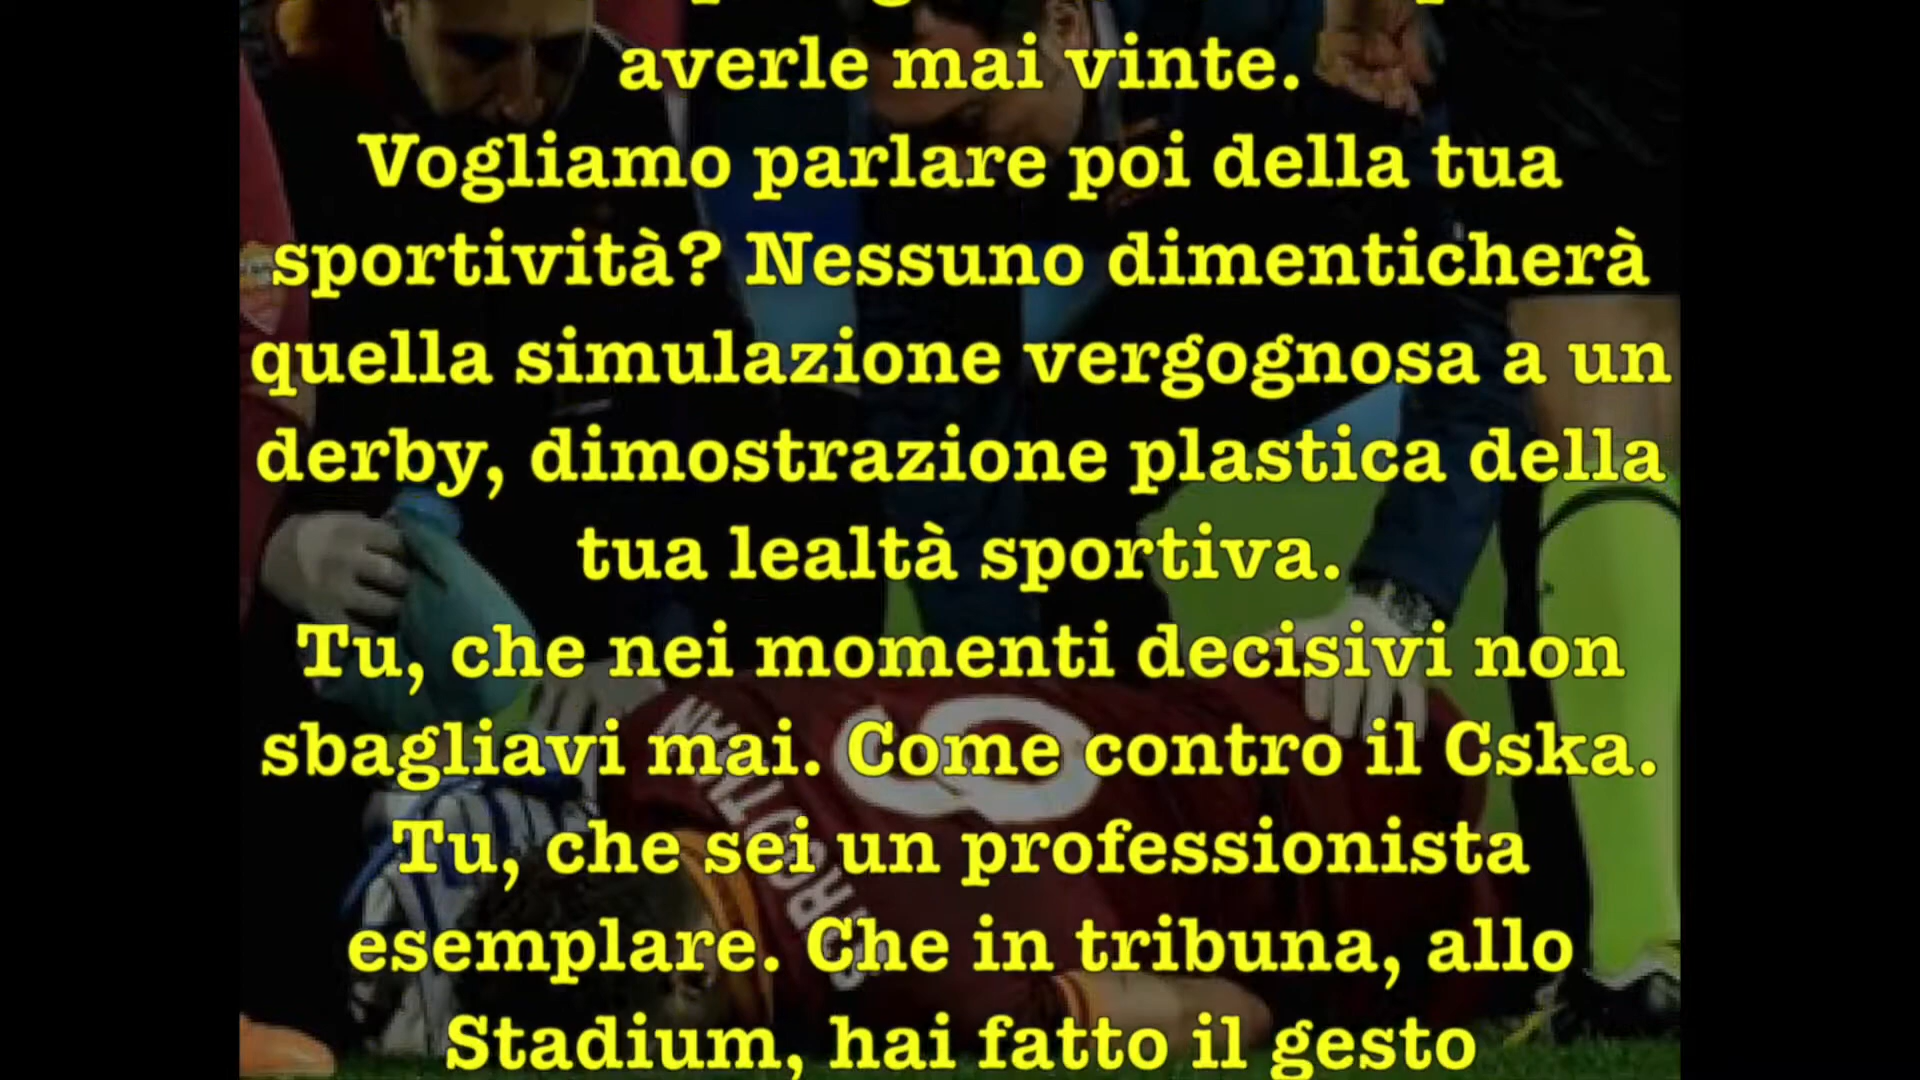 averle mai vinte.
Vogliamo parlare poi della tua
sportività? Nessuno dimenticherà
quella simulazione vergognosa a un
derby, dimostrazione plastica della
tua lealtà sportiva.
Tu, che nei momenti decisivi non
sbagliavi mai. Come contro il Cska.
Tu, che sei un professionista
esemplare. Che in tribuna, allo
Stadium, hai fatto il gesto
STROOTMAN
6